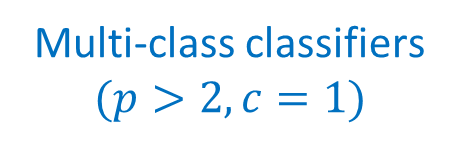 Multi-class classifiers
(p > 2, c = 1)